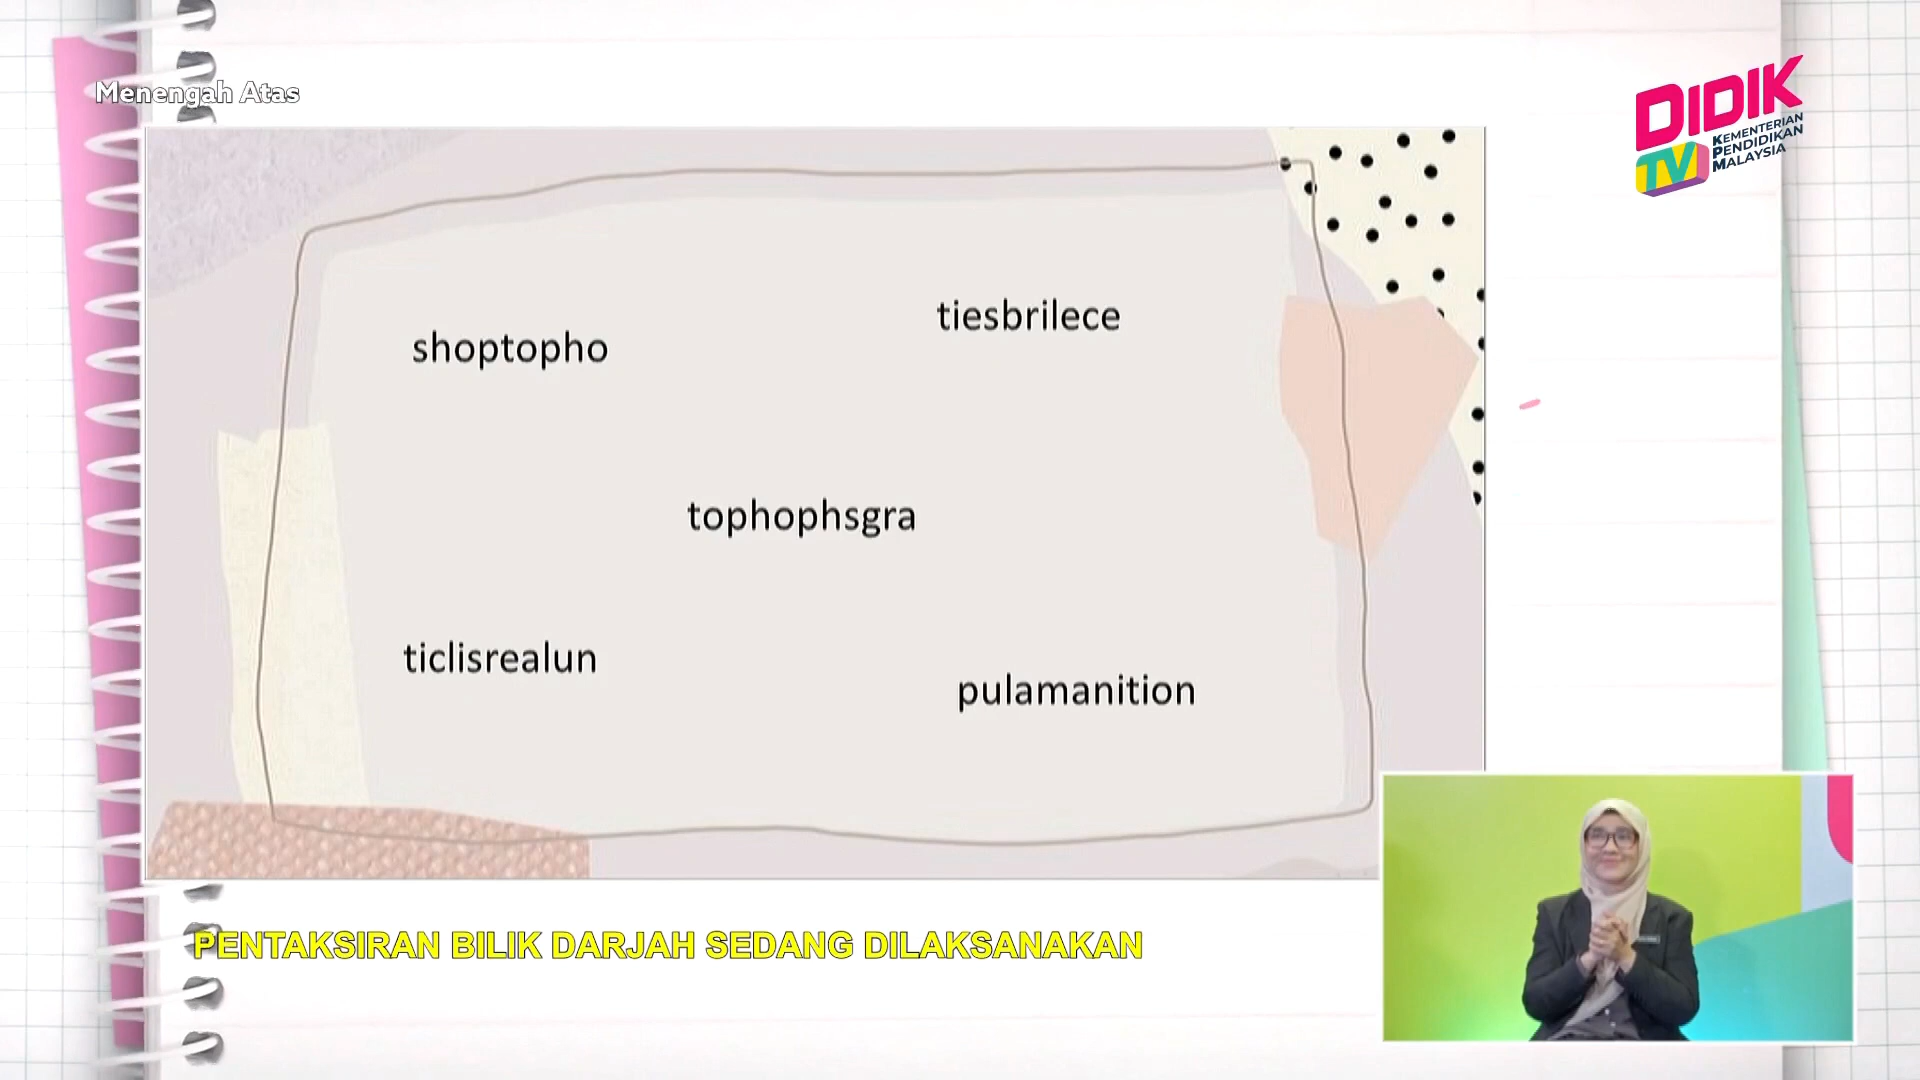 Menengah Atas
DIDIK
TV
KEMENTERIAN
PENDIDIKAN
MALAYSIA
tiesbrilece
shoptopho
tophophsgra
ticlisrealun
pulamanition
PENTAKSIRAN BILIK DARJAH SEDANG DILAKSANAKAN